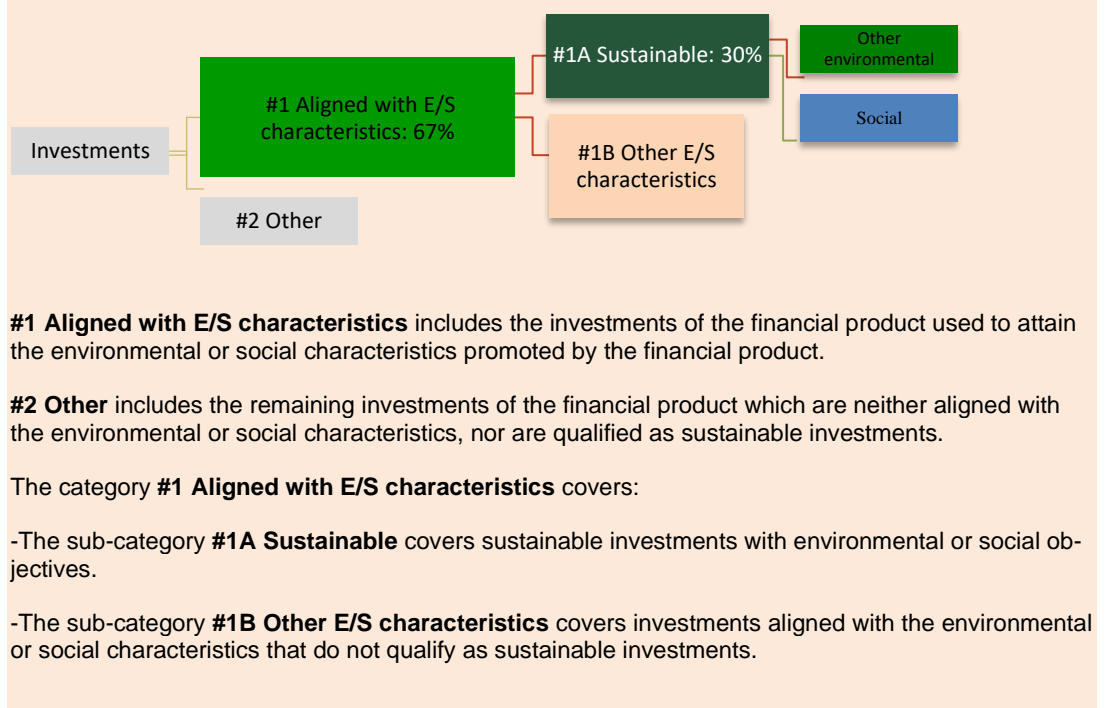 Investments
#1 Aligned with E/S
characteristics: 67%
#2 Other
#1A Sustainable: 30%
#1B Other E/S
characteristics
Other
environmental
Social
#1 Aligned with E/S characteristics includes the investments of the financial product used to attain
the environmental or social characteristics promoted by the financial product.
#2 Other includes the remaining investments of the financial product which are neither aligned with
the environmental or social characteristics, nor are qualified as sustainable investments.
The category #1 Aligned with E/S characteristics covers:
-The sub-category #1A Sustainable covers sustainable investments with environmental or social ob-
jectives.
-The sub-category #1B Other E/S characteristics covers investments aligned with the environmental
or social characteristics that do not qualify as sustainable investments.